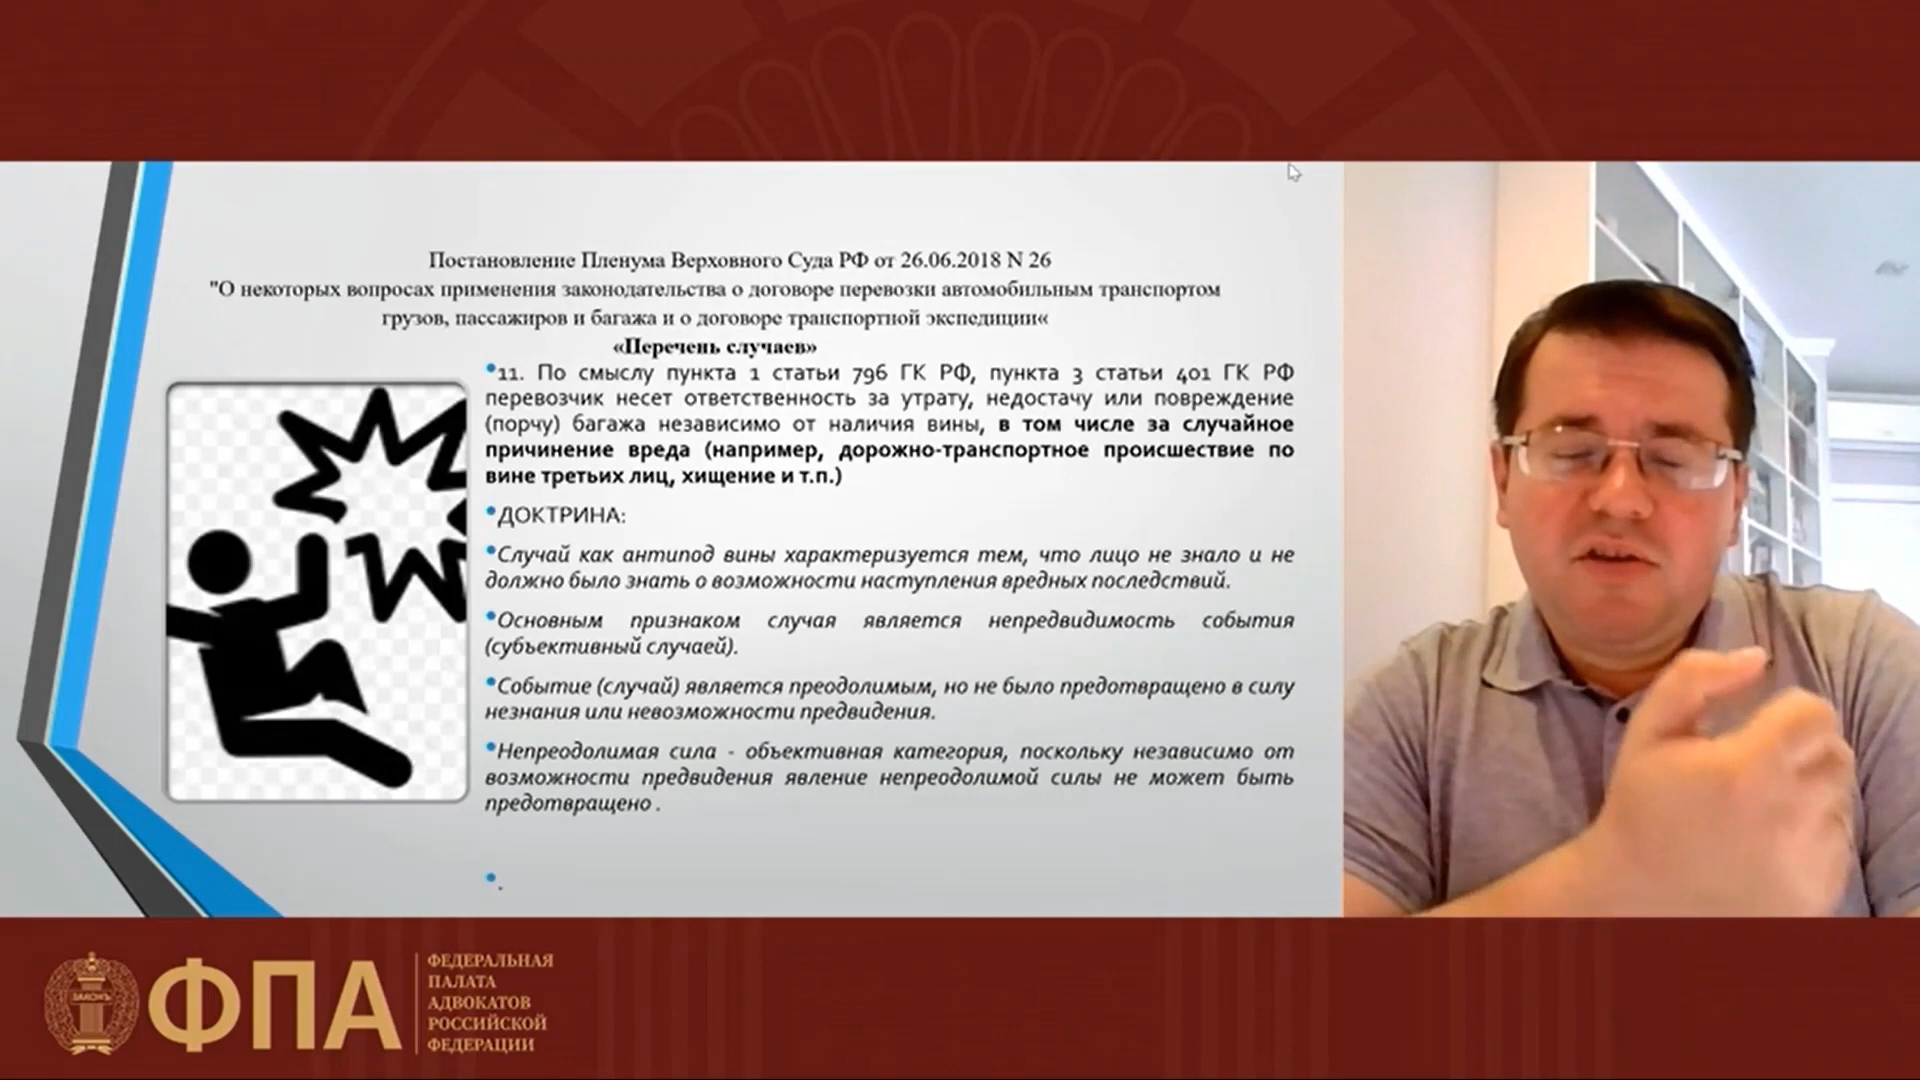 Постановление Пленума Верховного Суда РФ от 26.06.2018 N 26
"О некоторых вопросах применения законодательства о договоре перевозки автомобильным транспортом
грузов, пассажиров и багажа и о договоре транспортной экспедиции«
«Перечень случаев»
•11. По смыслу пункта 1 статьи 796 ГК РФ, пункта 3 статьи 401 ГК РФ
перевозчик несет ответственность за утрату, недостачу или повреждение
(порчу) багажа независимо от наличия вины, в том числе за случайное
причинение вреда (например, дорожно-транспортное происшествие по
вине третьих лиц, хищение и т.п.)
•ДОКТРИНА:
•Случай как антипод вины характеризуется тем, что лицо не знало и не
должно было знать о возможности наступления вредных последствий.
•Основным признаком случая является непредвидимость события
(субъективный случаей).
•Событие (случай) является преодолимым, но не было предотвращено в силу
незнания или невозможности предвидения.
•Непреодолимая сила - объективная категория, поскольку независимо от
возможности предвидения явление непреодолимой силы не может быть
предотвращено .
•.
ЗАКОНЪ
ФПА
ФЕДЕРАЛЬНАЯ
ПАЛАТА
АДВОКАТОВ
РОССИЙСКОЙ
ФЕДЕРАЦИИ